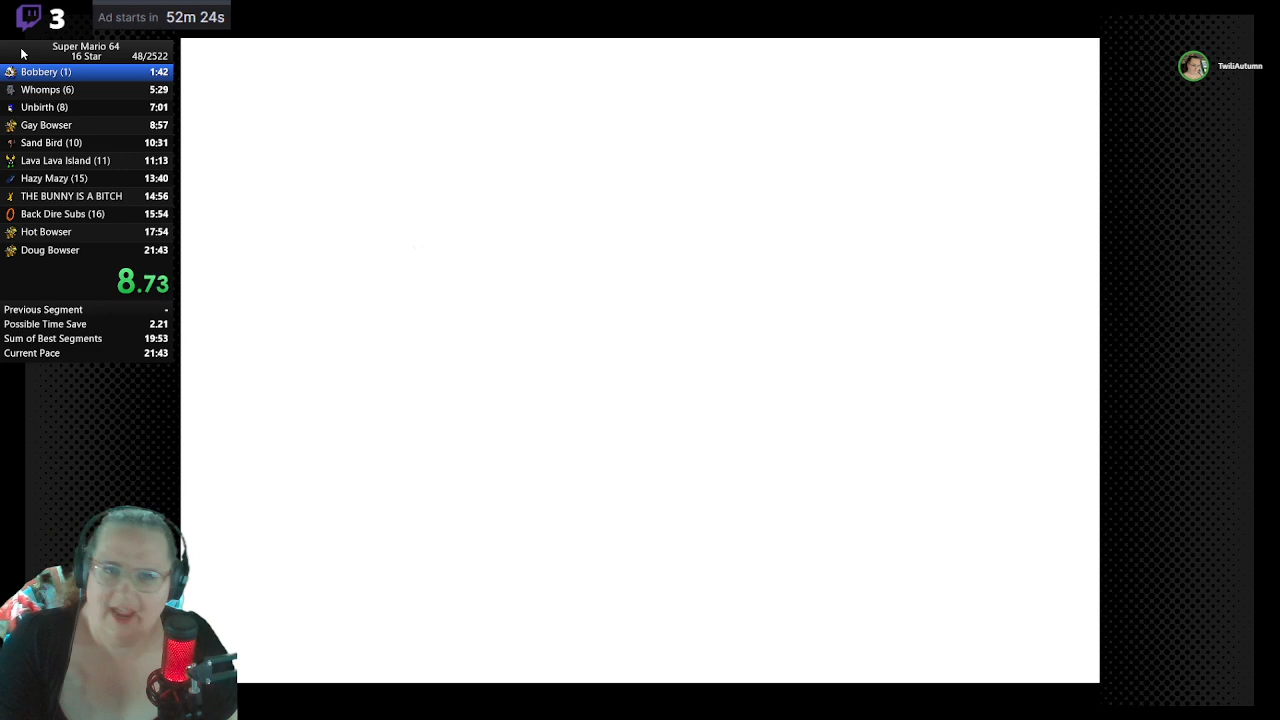 3
Ad starts in 52m 24s
Super Mario 64
16 Star 48/2522
Bobbery (1) 1:42
Whomps (6) 5:29
Unbirth (8) 7:01
Gay Bowser 8:57
Sand Bird (10) 10:31
Lava Lava Island (11) 11:13
Hazy Mazy (15) 13:40
THE BUNNY IS A BITCH 14:56
Back Dire Subs (16) 15:54
Hot Bowser 17:54
Doug Bowser 21:43
8.73
Previous Segment -
Possible Time Save 2.21
Sum of Best Segments 19:53
Current Pace 21:43
TwiliAutumn